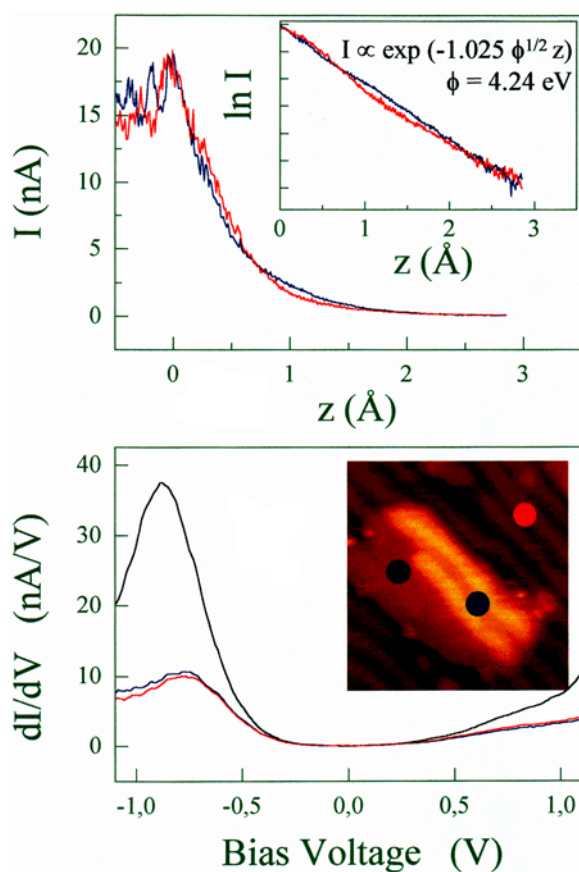 20
15
10
5
0
I (nA)
0
1
2
3
z (Å)
ln I
I ∝ exp (-1.025 ϕ^1/2 z)
ϕ = 4.24 eV
0
1
2
3
z (Å)
40
30
20
10
0
dI/dV (nA/V)
-1,0
-0,5
0,0
0,5
1,0
Bias Voltage (V)